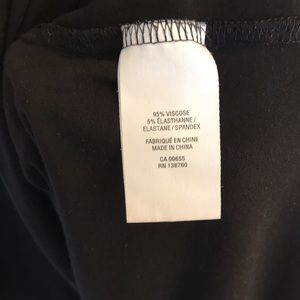 95% VISCOSE
5% ÉLASTHANNE /
ELASTANE / SPANDEX
FABRIQUÉ EN CHINE
MADE IN CHINA
CA 00655
RN 138760